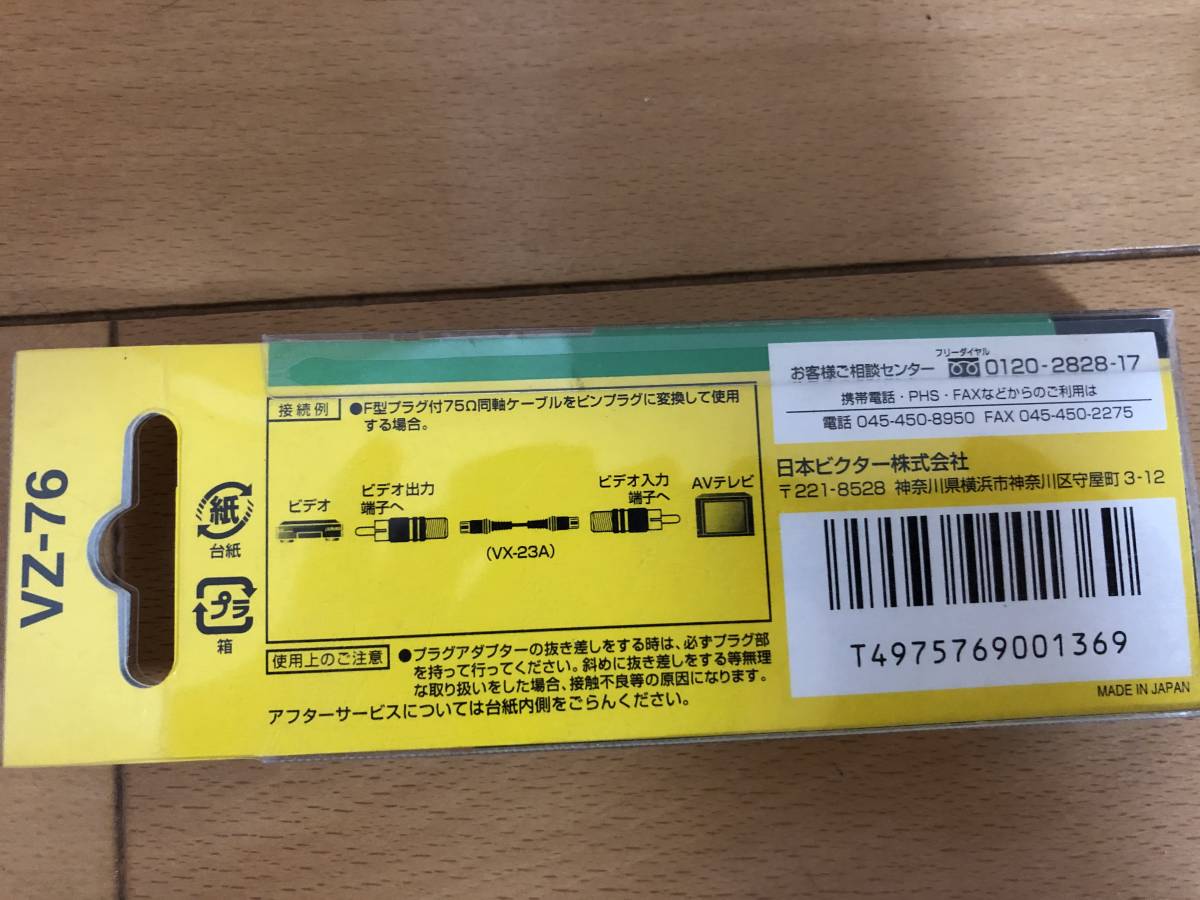 VZ-76
紙
台紙
プラ
箱
接続例
●F型プラグ付75Ω同軸ケーブルをピンプラグに変換して使用
する場合。
ビデオ
ビデオ出力
端子へ
(VX-23A)
ビデオ入力
端子へ
AVテレビ
使用上のご注意
●プラグアダプターの抜き差しをする時は、必ずプラグ部
を持って行ってください。斜めに抜き差しをする等無理
な取り扱いをした場合、接触不良等の原因になります。
アフターサービスについては台紙内側をごらんください。
フリーダイヤル
お客様ご相談センター 0120-2828-17
携帯電話・PHS・FAXなどからのご利用は
電話 045-450-8950 FAX 045-450-2275
日本ビクター株式会社
〒221-8528 神奈川県横浜市神奈川区守屋町3-12
T4975769001369
MADE IN JAPAN